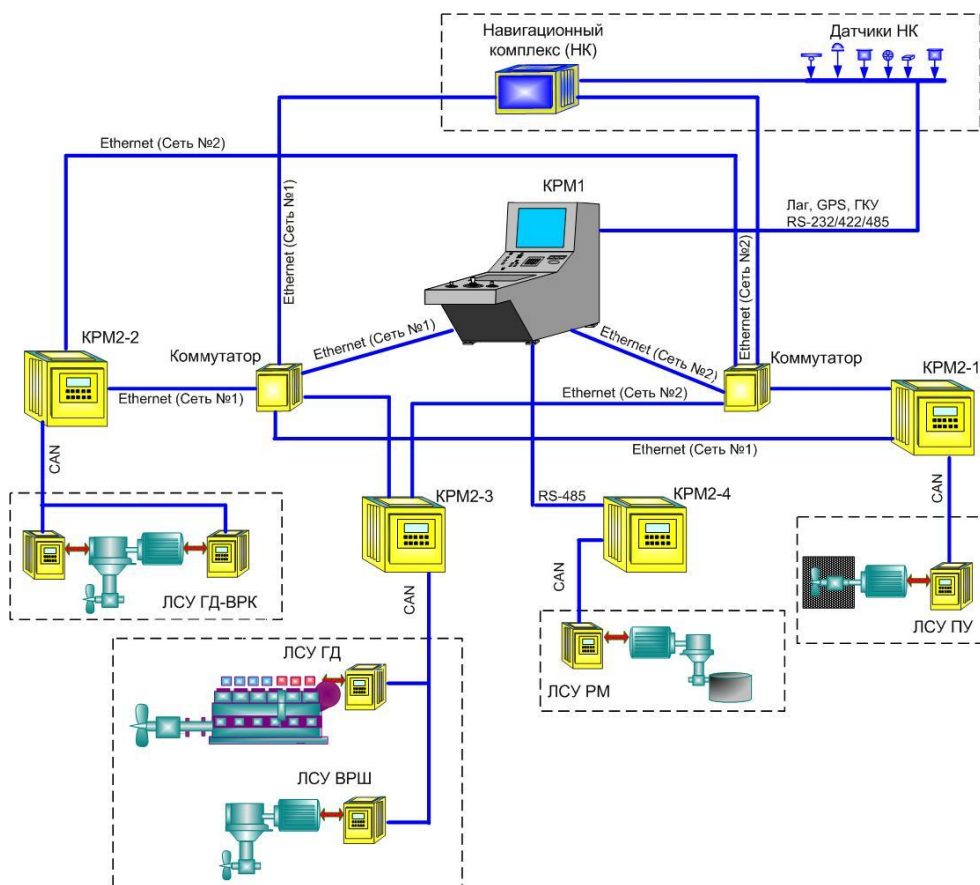 Навигационный
комплекс (НК)
Датчики НК
Ethernet (Сеть №2)
КРМ1
Лаг, GPS, ГКУ
RS-232/422/485
Ethernet (Сеть №1)
Ethernet (Сеть №2)
КРМ2-2
Коммутатор
Ethernet (Сеть №1)
Ethernet (Сеть №2)
Коммутатор
КРМ2-1
Ethernet (Сеть №1)
Ethernet (Сеть №2)
Ethernet (Сеть №1)
CAN
КРМ2-3
RS-485
КРМ2-4
CAN
ЛСУ ГД-ВРК
CAN
CAN
ЛСУ ПУ
ЛСУ ГД
ЛСУ РМ
ЛСУ ВРШ